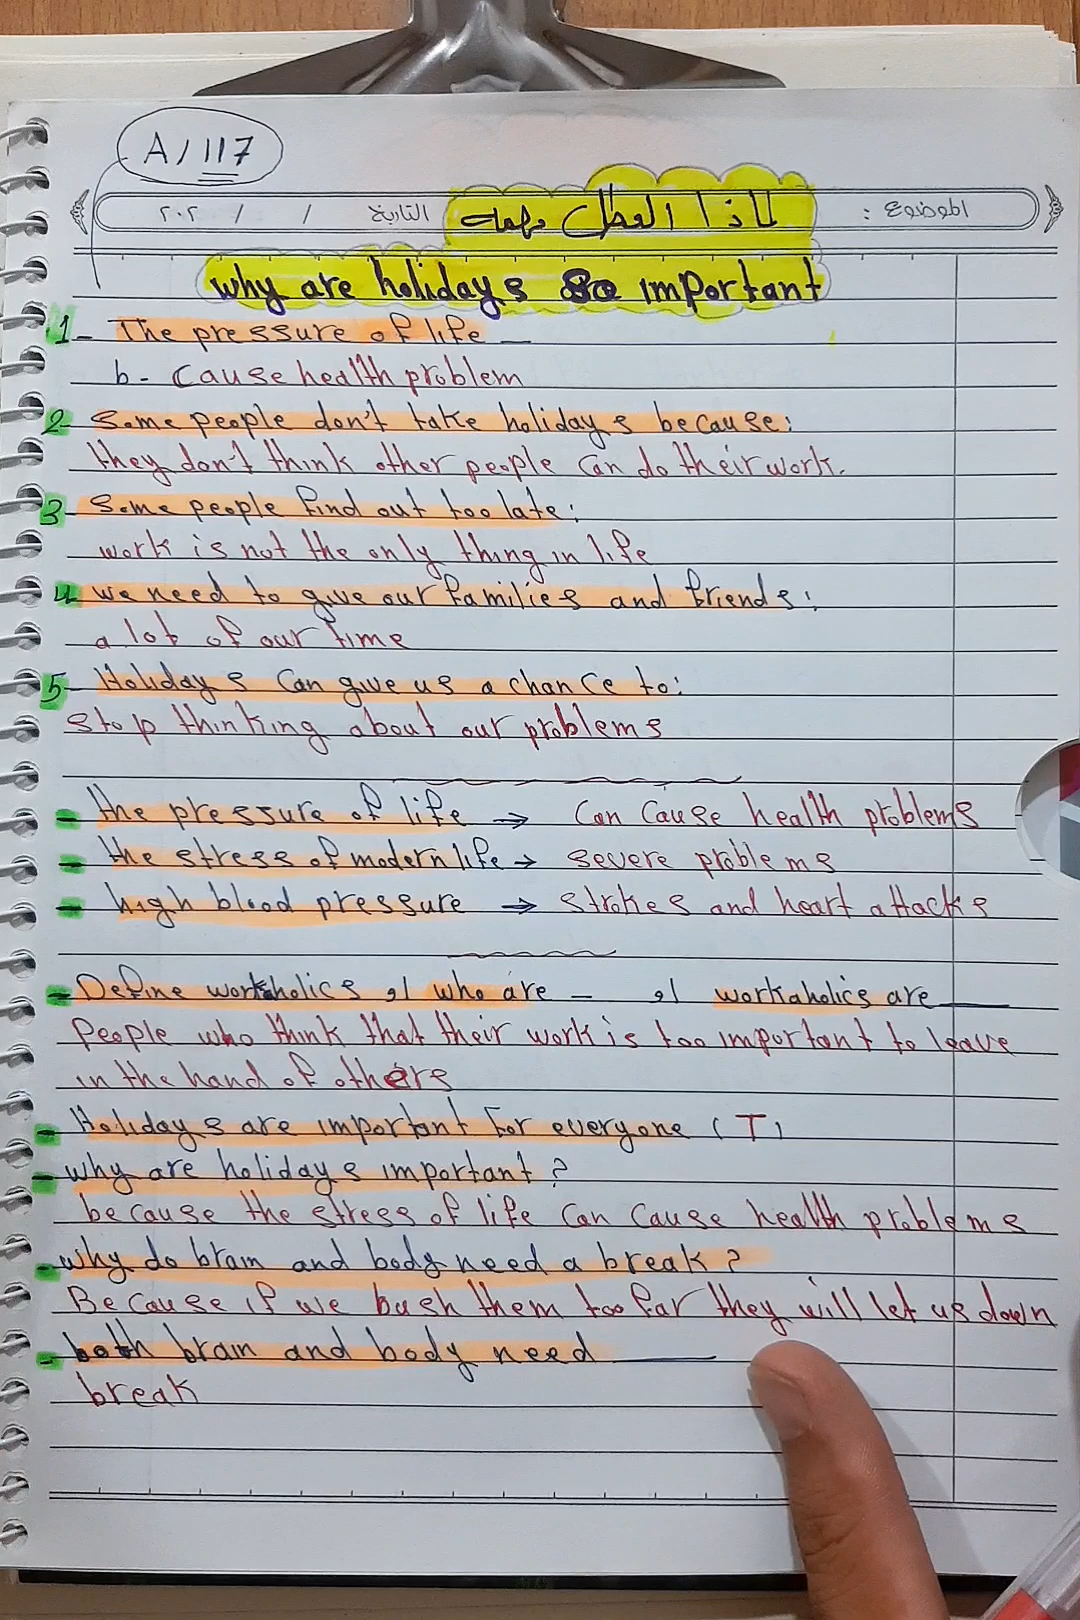 A/117
الموضوع : لماذا العطل مهمة التاريخ / / ٢٠٢
why are holidays so important
1- The pressure of life _
b- cause health problem
2- Some people don't take holidays because:
they don't think other people can do their work.
3- Some people find out too late:
work is not the only thing in life
4- we need to give our families and friends:
a lot of our time
5- Holidays can give us a chance to:
stop thinking about our problems
- the pressure of life → can cause health problems
- the stress of modern life → severe problems
- high blood pressure → strokes and heart attacks
- Define workaholics او who are _ او workaholics are ___
people who think that their work is too important to leave
in the hand of others
- Holidays are important for everyone (T)
- why are holidays important?
because the stress of life can cause health problems
- why do brain and body need a break?
Because if we bush them too far they will let us down
- both brain and body need ___
break